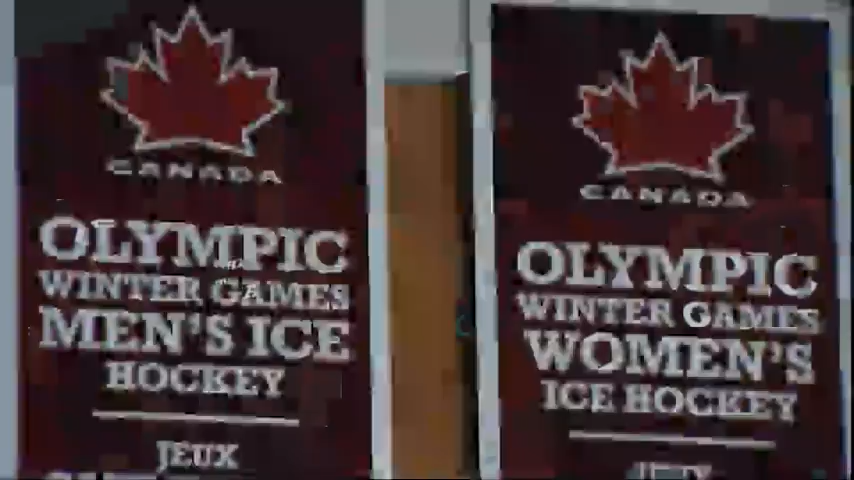 CANADA
OLYMPIC
WINTER GAMES
MEN'S ICE
HOCKEY
JEUX
CANADA
OLYMPIC
WINTER GAMES
WOMEN'S
ICE HOCKEY